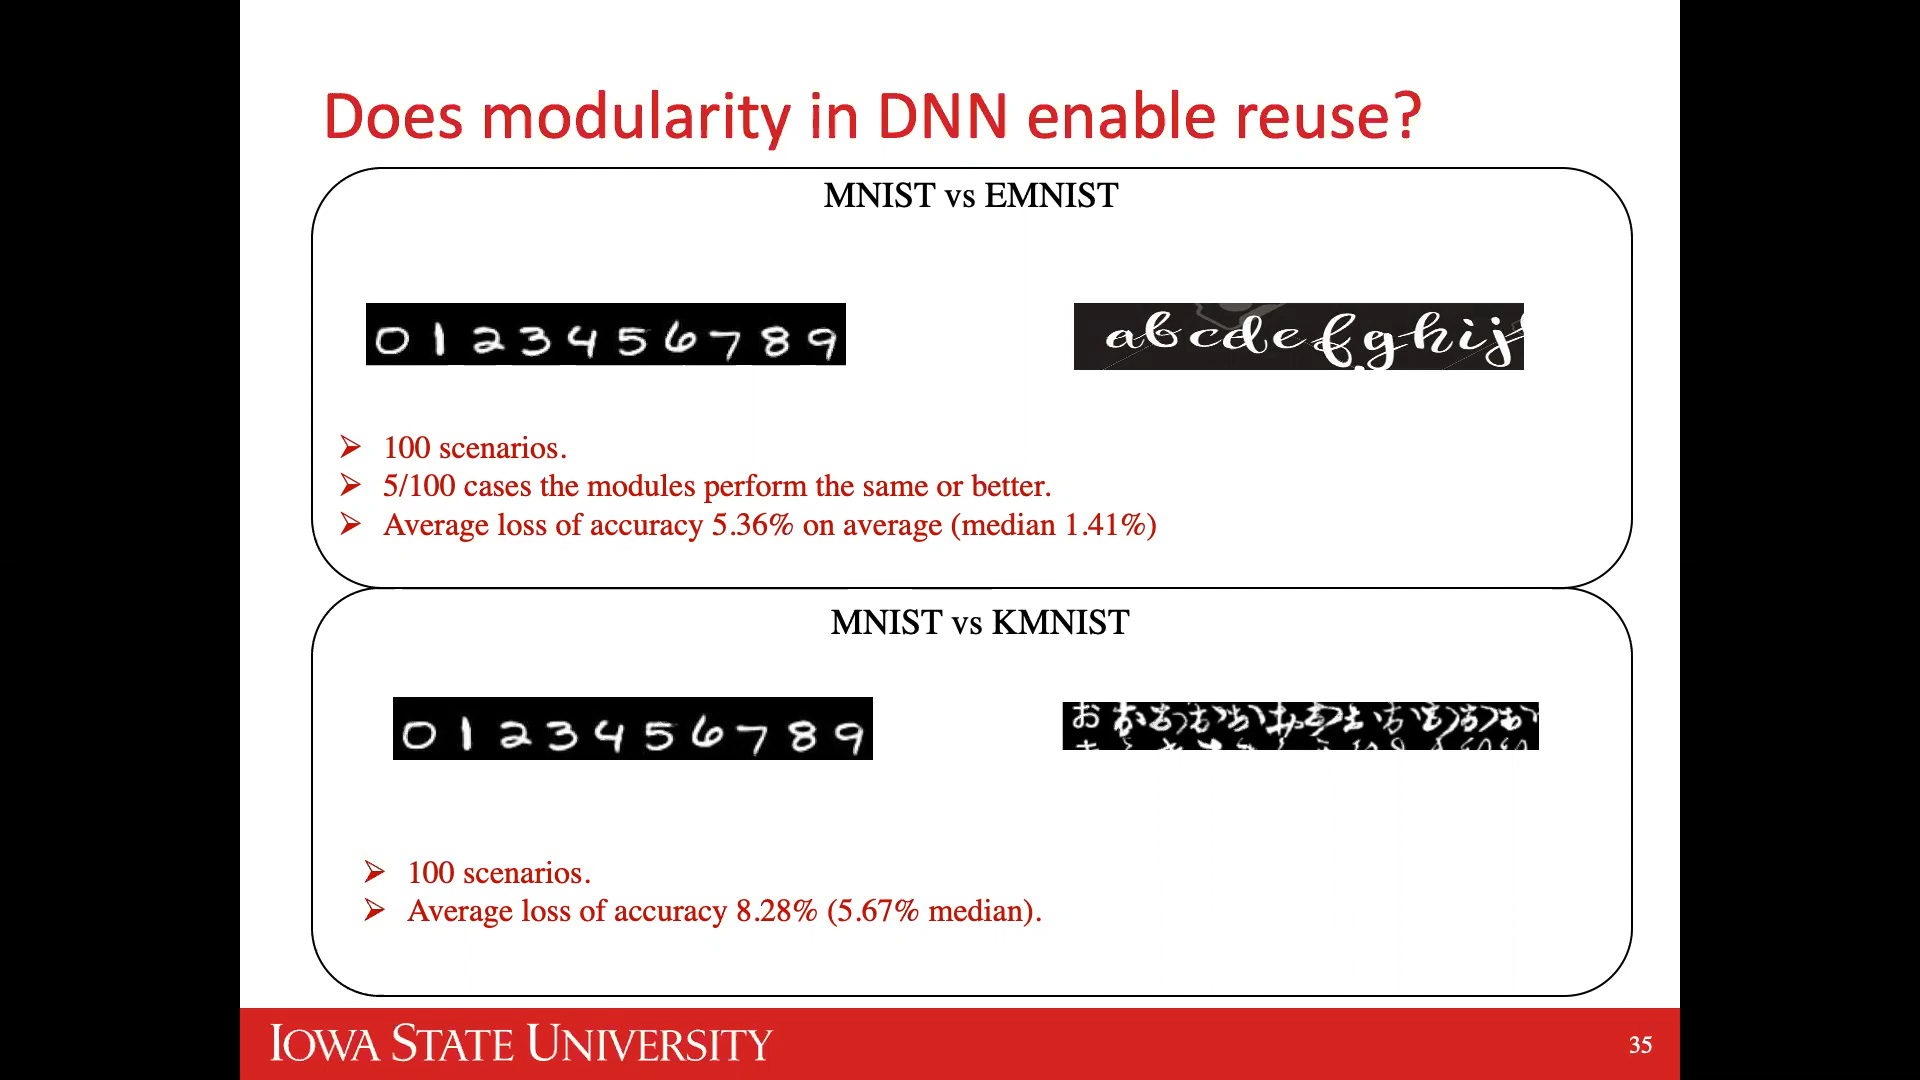 Does modularity in DNN enable reuse?
MNIST vs EMNIST
0 1 2 3 4 5 6 7 8 9
a b c d e f g h i j
➢ 100 scenarios.
➢ 5/100 cases the modules perform the same or better.
➢ Average loss of accuracy 5.36% on average (median 1.41%)
MNIST vs KMNIST
0 1 2 3 4 5 6 7 8 9
お
➢ 100 scenarios.
➢ Average loss of accuracy 8.28% (5.67% median).
IOWA STATE UNIVERSITY
35